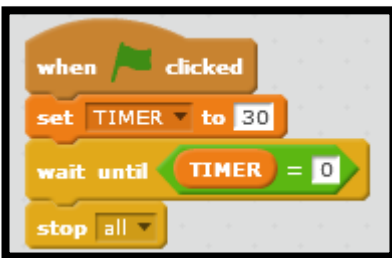 when clicked
set TIMER to 30
wait until TIMER = 0
stop all